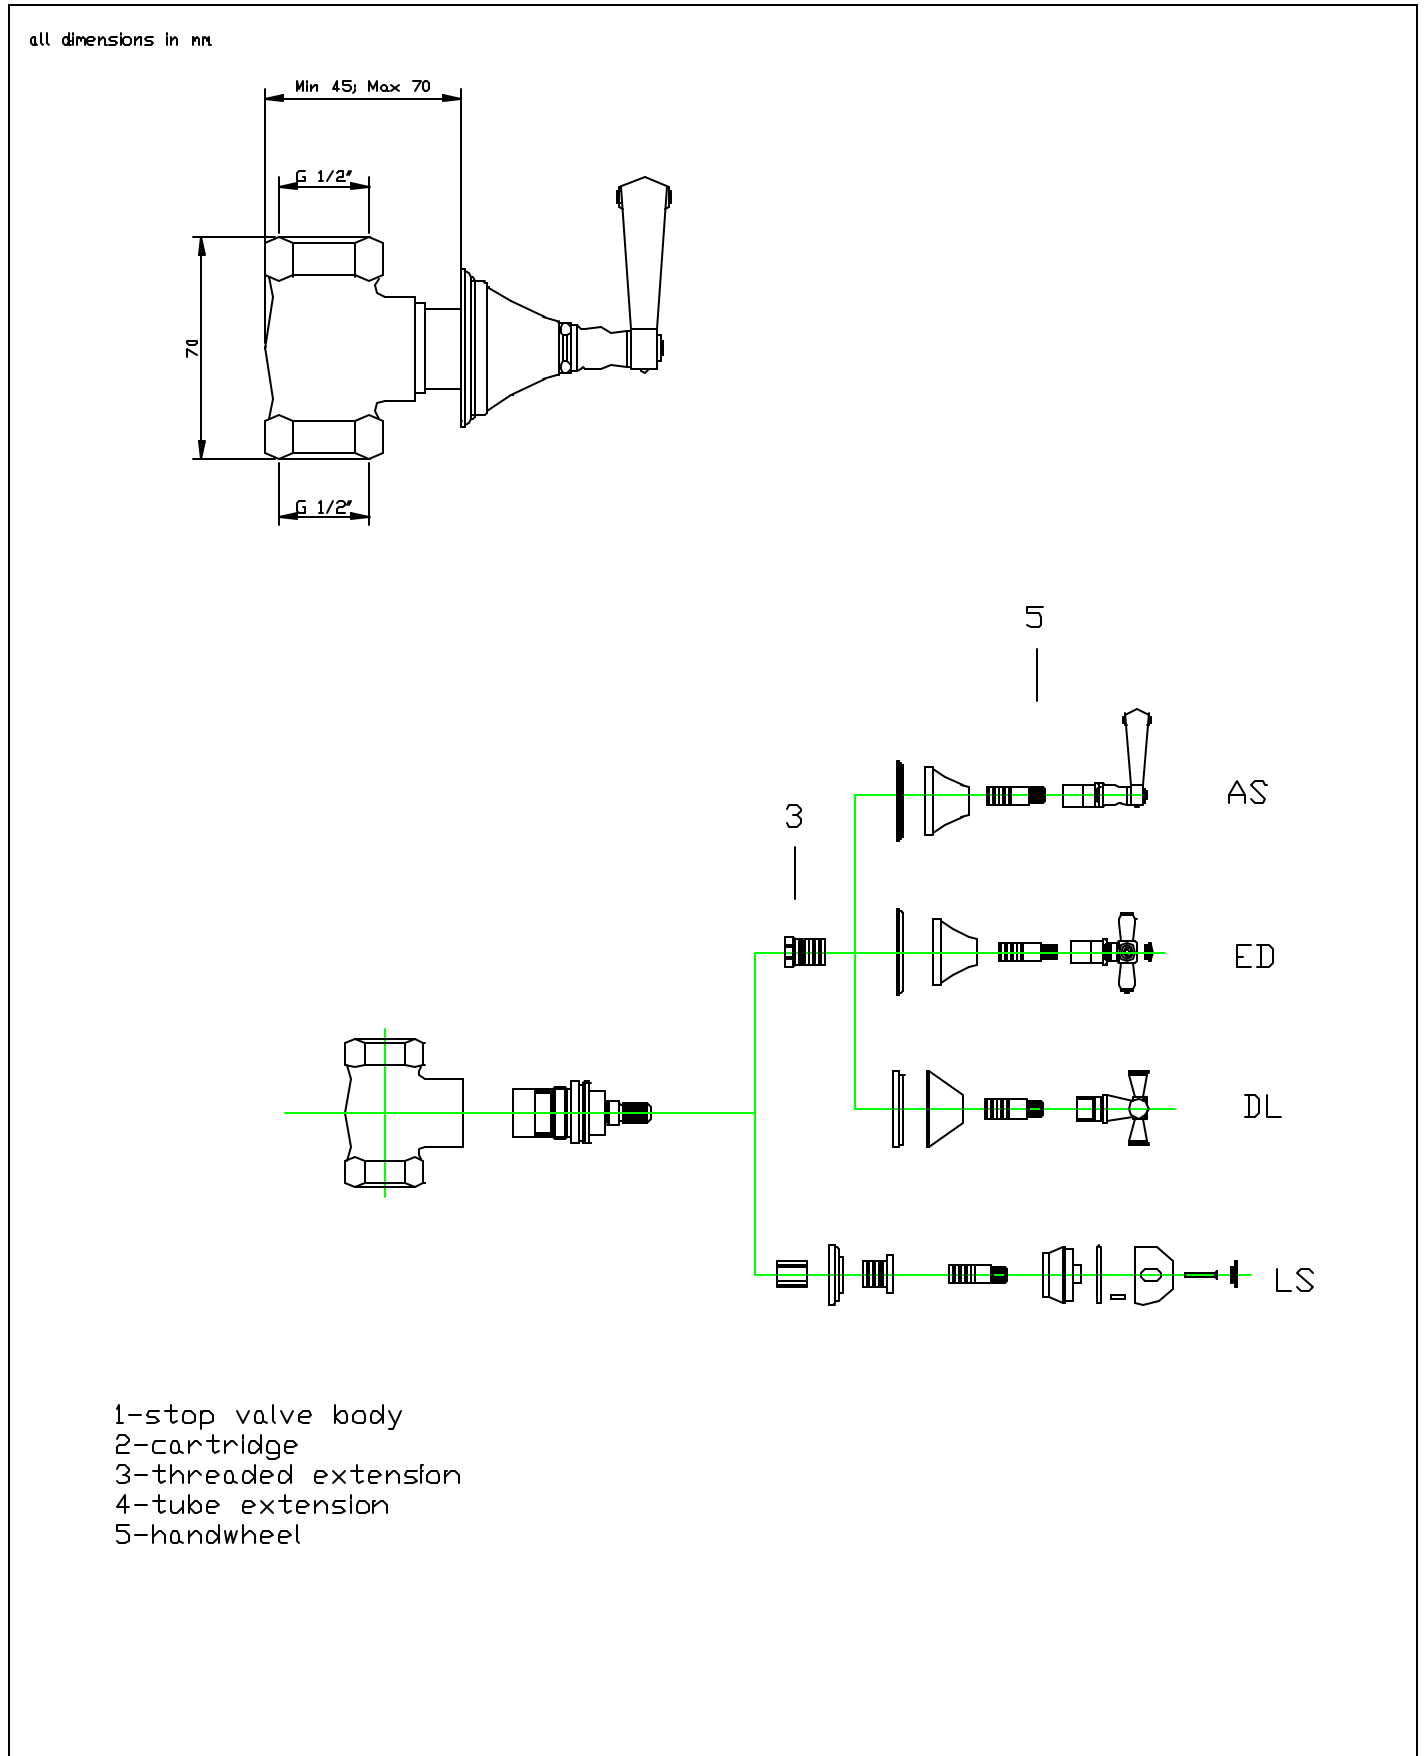 all dimensions in mm
Min 45; Max 70
G 1/2"
70
G 1/2"
5
AS
3
ED
DL
LS
1-stop valve body
2-cartridge
3-threaded extension
4-tube extension
5-handwheel